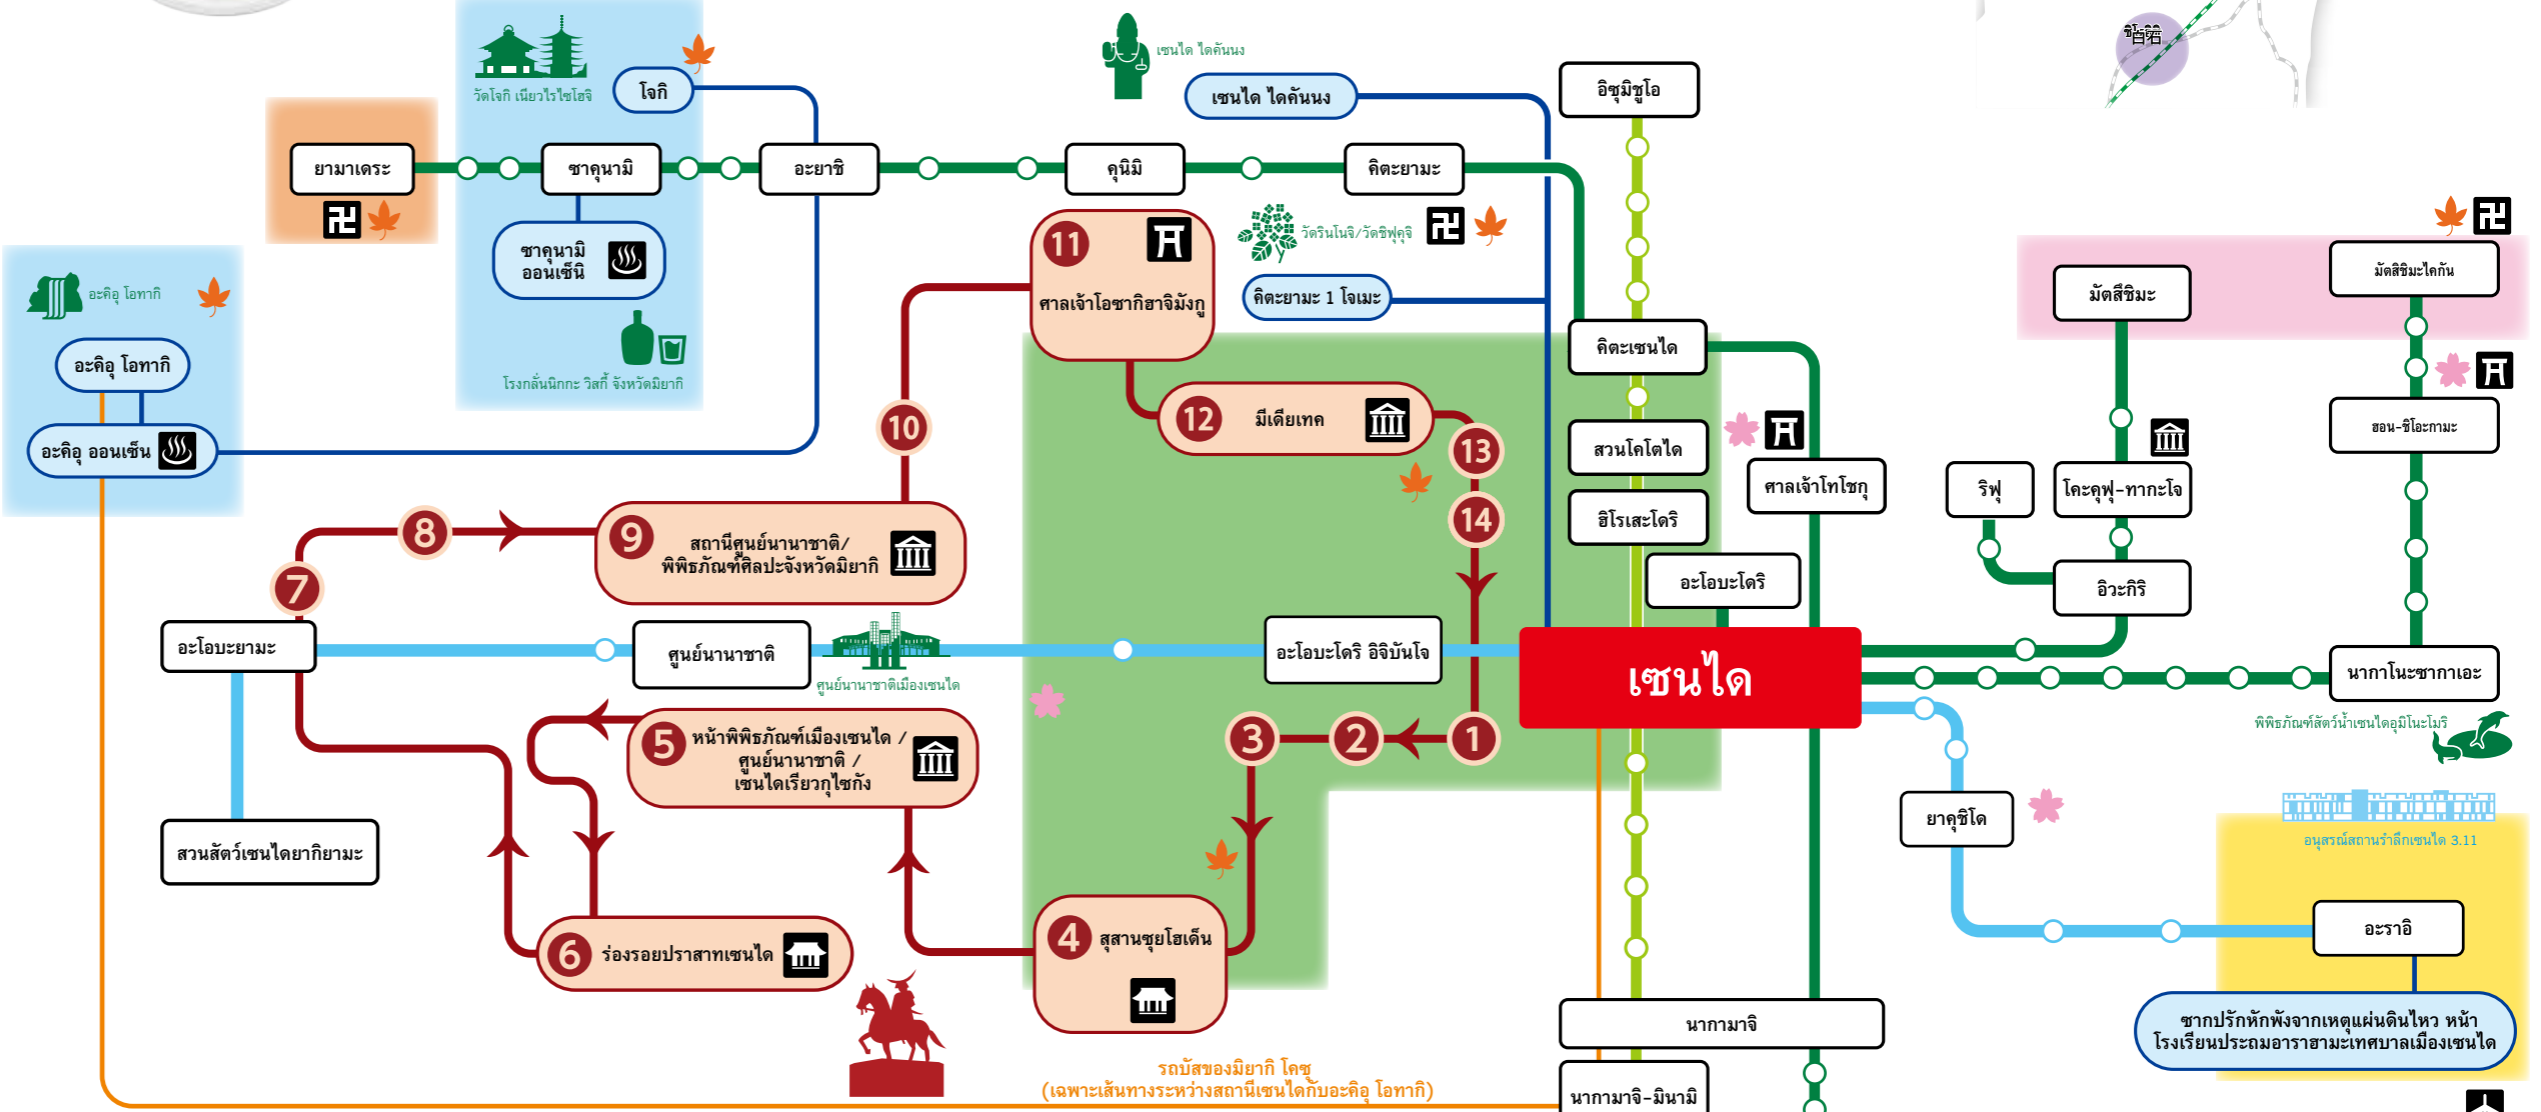 ชิโรอิชิ
白石
เซนได ไดคันนง
วัดโจกิ เนียวไรไซโฮจิ
โจกิ
เซนได ไดคันนง
อิซุมิชูโอ
ยามาเดระ
ซาคุนามิ
อะยาชิ
คุนิมิ
คิตะยามะ
ซาคุนามิ
ออนเซ็นิ
11
ศาลเจ้าโอซากิฮาจิมังกู
วัดรินโนจิ/วัดชิฟุคุจิ
คิตะยามะ 1 โจเมะ
มัตสึชิมะ
มัตสิชิมะไคกัน
อะคิอุ โอทากิ
อะคิอุ โอทากิ
อะคิอุ ออนเซ็น
โรงกลั่นนิกกะ วิสกี้ จังหวัดมิยากิ
คิตะเซนได
10
12
มีเดียเทค
13
14
สวนโคโตได
ฮิโรเสะโดริ
ศาลเจ้าโทโชกุ
ริฟุ
โคะคุฟุ-ทากะโจ
ฮอน-ชิโอะกามะ
8
9
สถานีศูนย์นานาชาติ/
พิพิธภัณฑ์ศิลปะจังหวัดมิยากิ
7
อะโอบะโดริ
อิวะกิริ
อะโอบะยามะ
ศูนย์นานาชาติ
ศูนย์นานาชาติเมืองเซนได
อะโอบะโดริ อิจิบันโจ
เซนได
นากาโนะซากาเอะ
พิพิธภัณฑ์สัตว์น้ำเซนไดอุมิโนะโมริ
5
หน้าพิพิธภัณฑ์เมืองเซนได /
ศูนย์นานาชาติ /
เซนไดเรียวกุไซกัง
3
2
1
สวนสัตว์เซนไดยากิยามะ
ยาคุชิโด
อนุสรณ์สถานรำลึกเซนได 3.11
6
ร่องรอยปราสาทเซนได
4
สุสานซุยโฮเด็น
อะราอิ
นากามาจิ
ซากปรักหักพังจากเหตุแผ่นดินไหว หน้า
โรงเรียนประถมอาราฮามะเทศบาลเมืองเซนได
รถบัสของมิยากิ โคซู
(เฉพาะเส้นทางระหว่างสถานีเซนไดกับอะคิอุ โอทากิ)
นากามาจิ-มินามิ